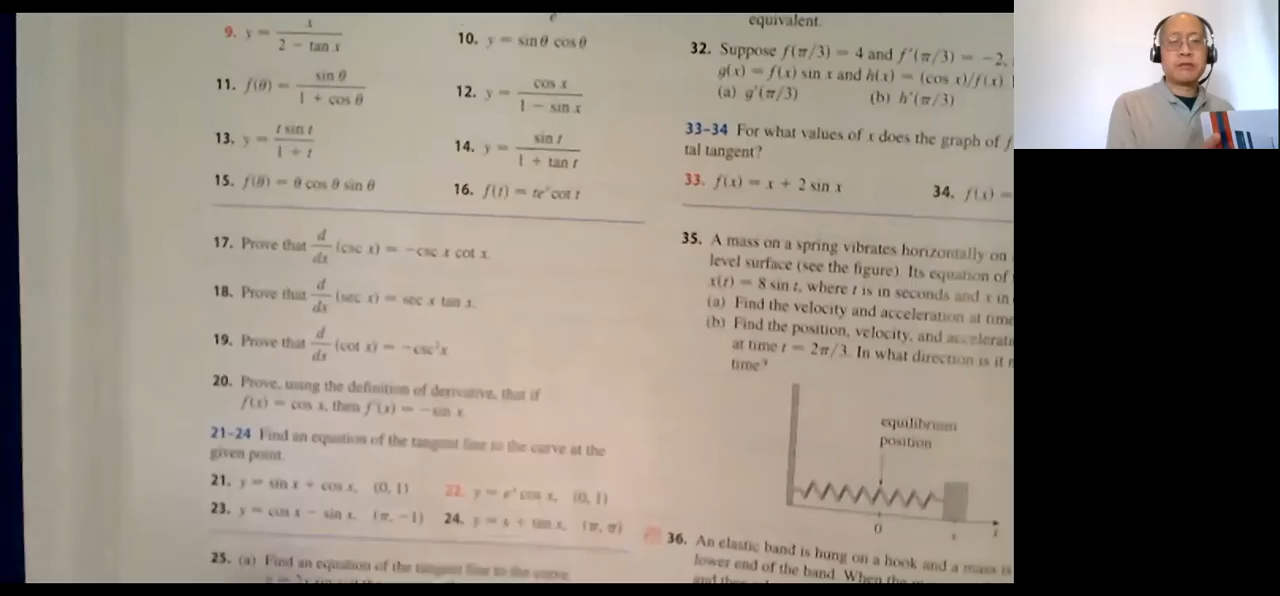 9. y = x / (2 − tan x)
10. y = sin θ cos θ
11. f(θ) = sin θ / (1 + cos θ)
12. y = cos x / (1 − sin x)
13. y = t sin t / (1 + t)
14. y = sin t / (1 + tan t)
15. f(θ) = θ cos θ sin θ
16. f(t) = te^t cot t
17. Prove that d/dx (csc x) = −csc x cot x.
18. Prove that d/dx (sec x) = sec x tan x.
19. Prove that d/dx (cot x) = −csc²x.
20. Prove, using the definition of derivative, that if
f(x) = cos x, then f′(x) = −sin x.
21–24 Find an equation of the tangent line to the curve at the
given point.
21. y = sin x + cos x, (0, 1)
22. y = e^x cos x, (0, 1)
23. y = cos x − sin x, (π, −1)
24. y = x + tan x, (π, π)
25. (a) Find an equation of the tangent line to the curve
equivalent.
32. Suppose f(π/3) = 4 and f′(π/3) = −2,
g(x) = f(x) sin x and h(x) = (cos x)/f(x)
(a) g′(π/3) (b) h′(π/3)
33–34 For what values of x does the graph of f
tal tangent?
33. f(x) = x + 2 sin x
34. f(x) =
35. A mass on a spring vibrates horizontally on
level surface (see the figure). Its equation of
x(t) = 8 sin t, where t is in seconds and x in
(a) Find the velocity and acceleration at time
(b) Find the position, velocity, and accelerati
at time t = 2π/3. In what direction is it
time?
equilibrium
position
0
x
x
36. An elastic band is hung on a hook and a mass is
lower end of the band. When the